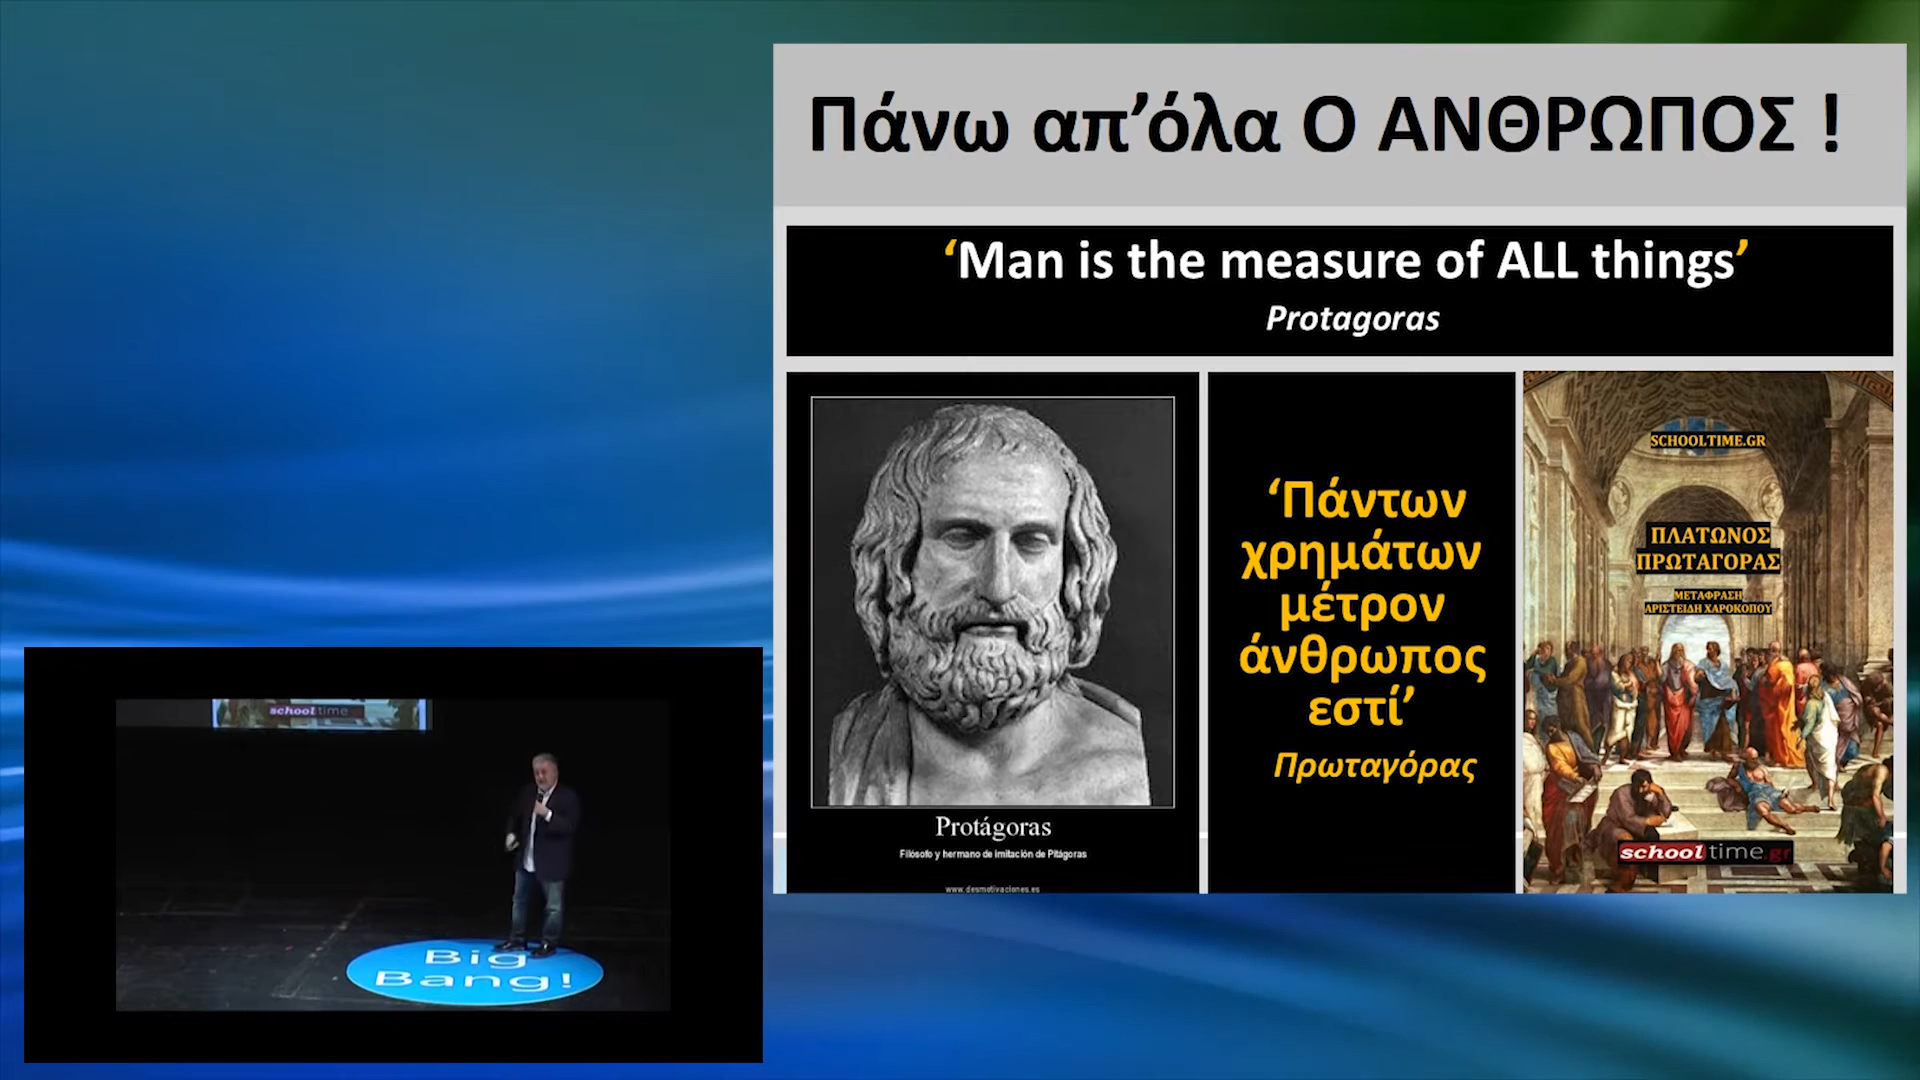 Πάνω απ’όλα Ο ΑΝΘΡΩΠΟΣ !
‘Man is the measure of ALL things’
Protagoras
Protágoras
Filósofo y hermano de imitación de Pitágoras
www.desmotivaciones.es
‘Πάντων
χρημάτων
μέτρον
άνθρωπος
εστί’
Πρωταγόρας
SCHOOLTIME.GR
ΠΛΑΤΩΝΟΣ
ΠΡΩΤΑΓΟΡΑΣ
ΜΕΤΑΦΡΑΣΗ
ΑΡΙΣΤΕΙΔΗ ΧΑΡΟΚΟΠΟΥ
schooltime.gr
schooltime
Big
Bang!